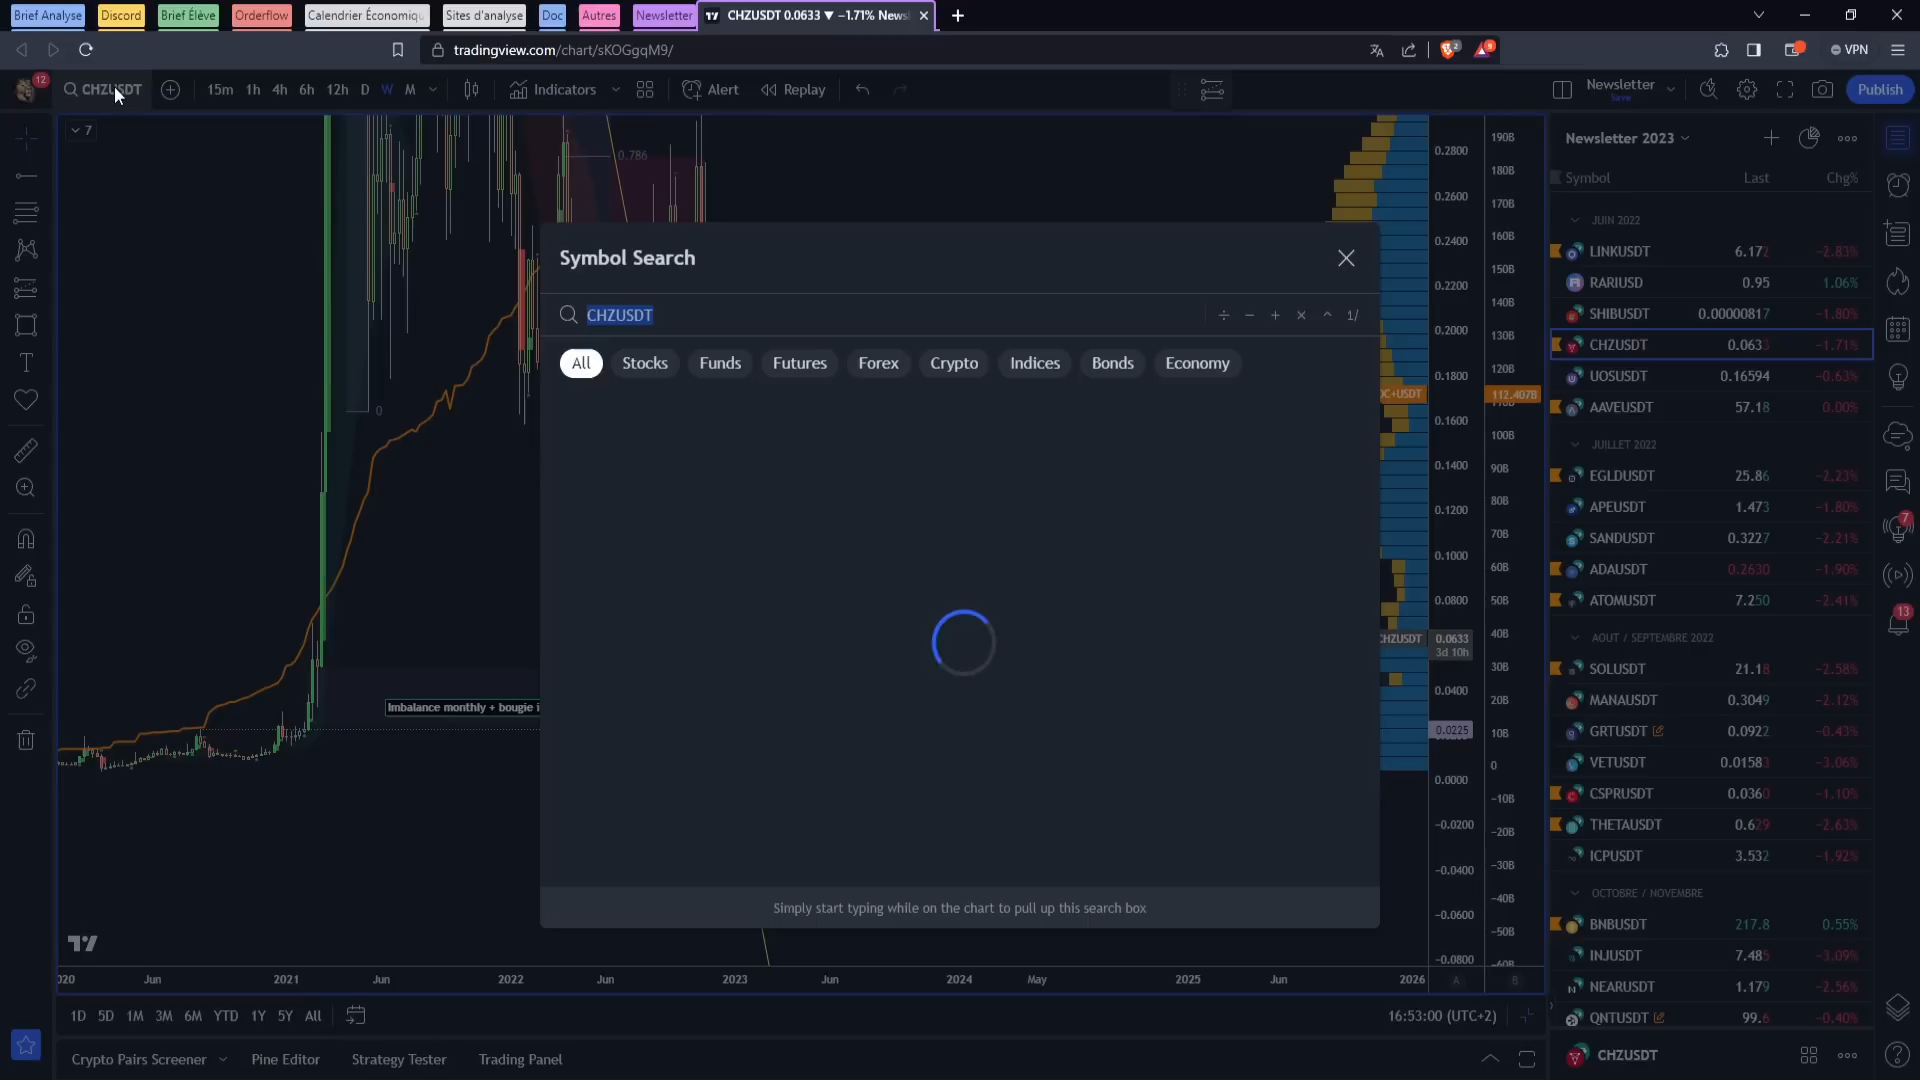 Brief Analyse Discord Brief Élève Orderflow Calendrier Économiqu Sites d'analyse Doc Autres Newsletter CHZUSDT 0.0633 ▼ −1.71% News
tradingview.com/chart/sKOGgqM9/ 2 9 VPN
12 CHZUSDT 15m 1h 4h 6h 12h D W M Indicators Alert Replay Newsletter Save Publish
7
0.786
0
Imbalance monthly + bougie i
Symbol Search
CHZUSDT ÷ − + × ^ 1/
All Stocks Funds Futures Forex Crypto Indices Bonds Economy
Simply start typing while on the chart to pull up this search box
0.2800
0.2600
0.2400
0.2200
0.2000
0.1800
0.1600
0.1400
0.1200
0.1000
0.0800
0.0400
0.0000
−0.0200
−0.0400
−0.0600
−0.0800
C+USDT
CHZUSDT 0.0633
3d 10h
0.0225
190B
180B
170B
160B
150B
140B
130B
120B
112.407B
100B
90B
80B
70B
60B
50B
40B
30B
20B
10B
0
−10B
−20B
−30B
−40B
−50B
020 Jun 2021 Jun 2022 Jun 2023 Jun 2024 May 2025 Jun 2026 A B
1D 5D 1M 3M 6M YTD 1Y 5Y All 16:53:00 (UTC+2)
Crypto Pairs Screener Pine Editor Strategy Tester Trading Panel
Newsletter 2023
Symbol Last Chg%
JUIN 2022
LINKUSDT 6.172 −2.83%
RARIUSD 0.95 1.06%
SHIBUSDT 0.00000817 −1.80%
CHZUSDT 0.0633 −1.71%
UOSUSDT 0.16594 −0.63%
AAVEUSDT 57.18 0.00%
JUILLET 2022
EGLDUSDT 25.86 −2.23%
APEUSDT 1.473 −1.80%
SANDUSDT 0.3227 −2.21%
ADAUSDT 0.2630 −1.90%
ATOMUSDT 7.250 −2.41%
AOUT / SEPTEMBRE 2022
SOLUSDT 21.18 −2.58%
MANAUSDT 0.3049 −2.12%
GRTUSDT 0.0922 −0.43%
VETUSDT 0.01583 −3.06%
CSPRUSDT 0.0360 −1.10%
THETAUSDT 0.629 −2.63%
ICPUSDT 3.532 −1.92%
OCTOBRE / NOVEMBRE
BNBUSDT 217.8 0.55%
INJUSDT 7.485 −3.09%
NEARUSDT 1.179 −2.56%
QNTUSDT 99.6 −0.40%
CHZUSDT
7
13